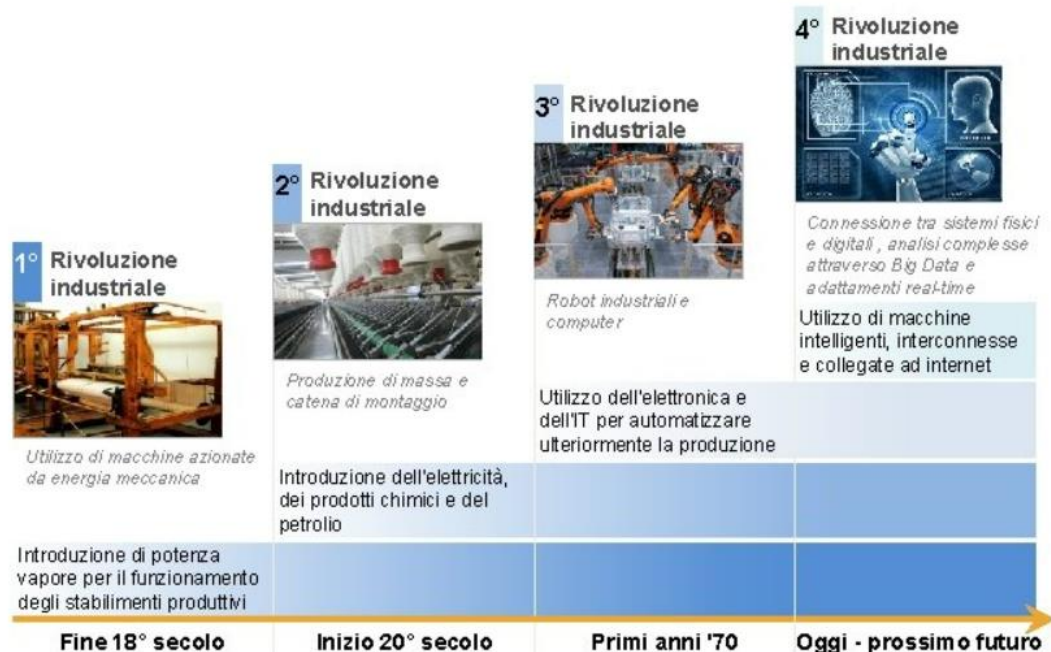 1° Rivoluzione
industriale
Utilizzo di macchine azionate
da energia meccanica
Introduzione di potenza
vapore per il funzionamento
degli stabilimenti produttivi
Fine 18° secolo
2° Rivoluzione
industriale
Produzione di massa e
catena di montaggio
Introduzione dell'elettricità,
dei prodotti chimici e del
petrolio
Inizio 20° secolo
3° Rivoluzione
industriale
Robot industriali e
computer
Utilizzo dell'elettronica e
dell'IT per automatizzare
ulteriormente la produzione
Primi anni '70
4° Rivoluzione
industriale
Connessione tra sistemi fisici
e digitali , analisi complesse
attraverso Big Data e
adattamenti real-time
Utilizzo di macchine
intelligenti, interconnesse
e collegate ad internet
Oggi - prossimo futuro